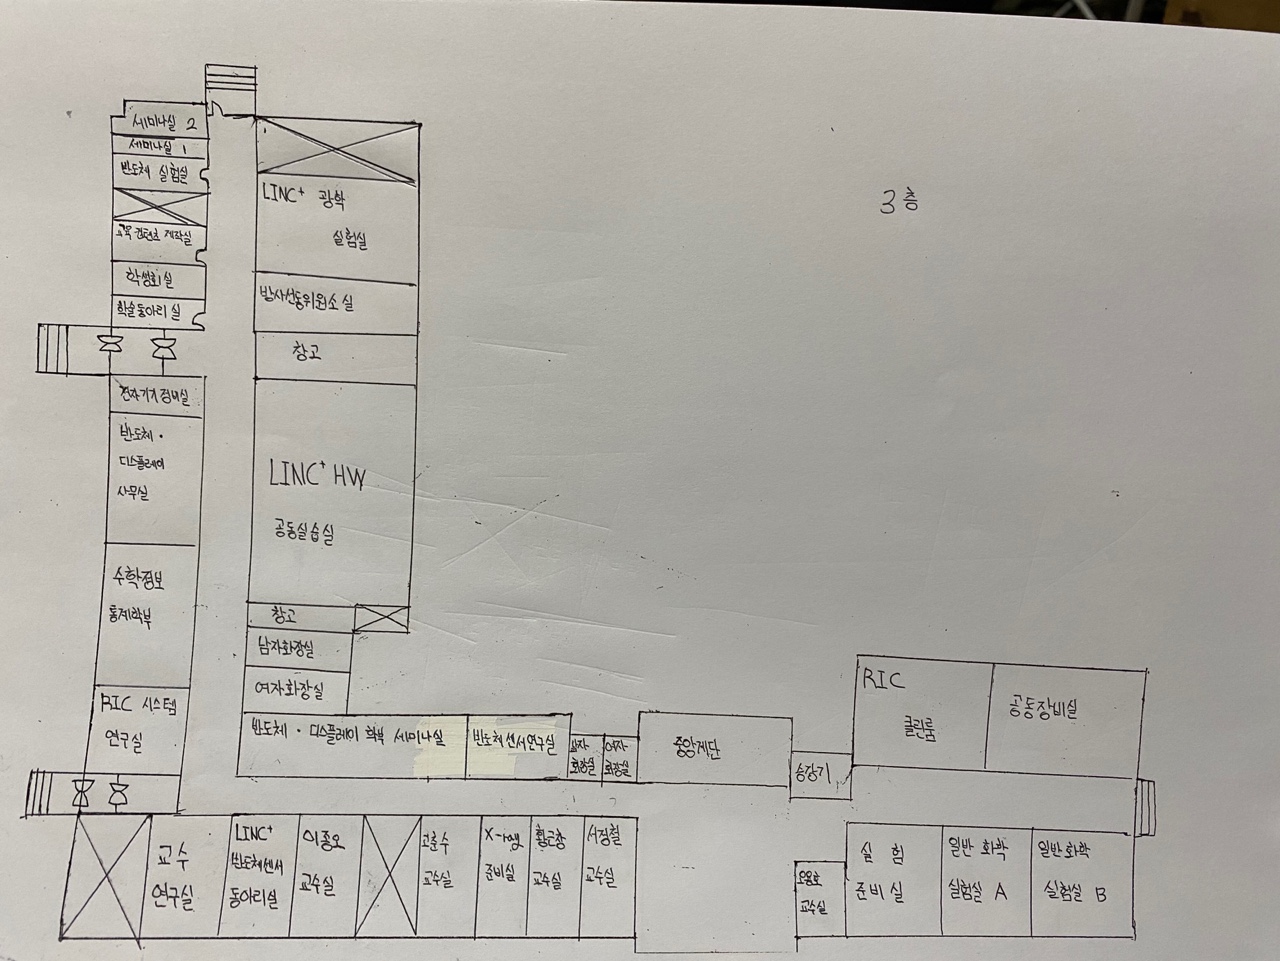 3층
세미나실 2
세미나실 1
반도체 실험실
교육 컨텐츠 제작실
학생회실
학술동아리실
LINC+ 광학
실험실
방사선동위원소실
창고
전자기기 정비실
반도체·
디스플레이
사무실
LINC+ HW
공동실습실
수학정보
통계학부
창고
남자화장실
여자화장실
RIC 시스템
연구실
반도체·디스플레이 학부 세미나실
반도체센서연구실
남자
화장실
여자
화장실
중앙계단
승강기
RIC
클린룸
공동장비실
교수
연구실
LINC+
반도체센서
동아리실
이종오
교수실
고훈수
교수실
X-ray
준비실
황근창
교수실
서정철
교수실
오용호
교수실
실험
준비실
일반 화학
실험실 A
일반 화학
실험실 B